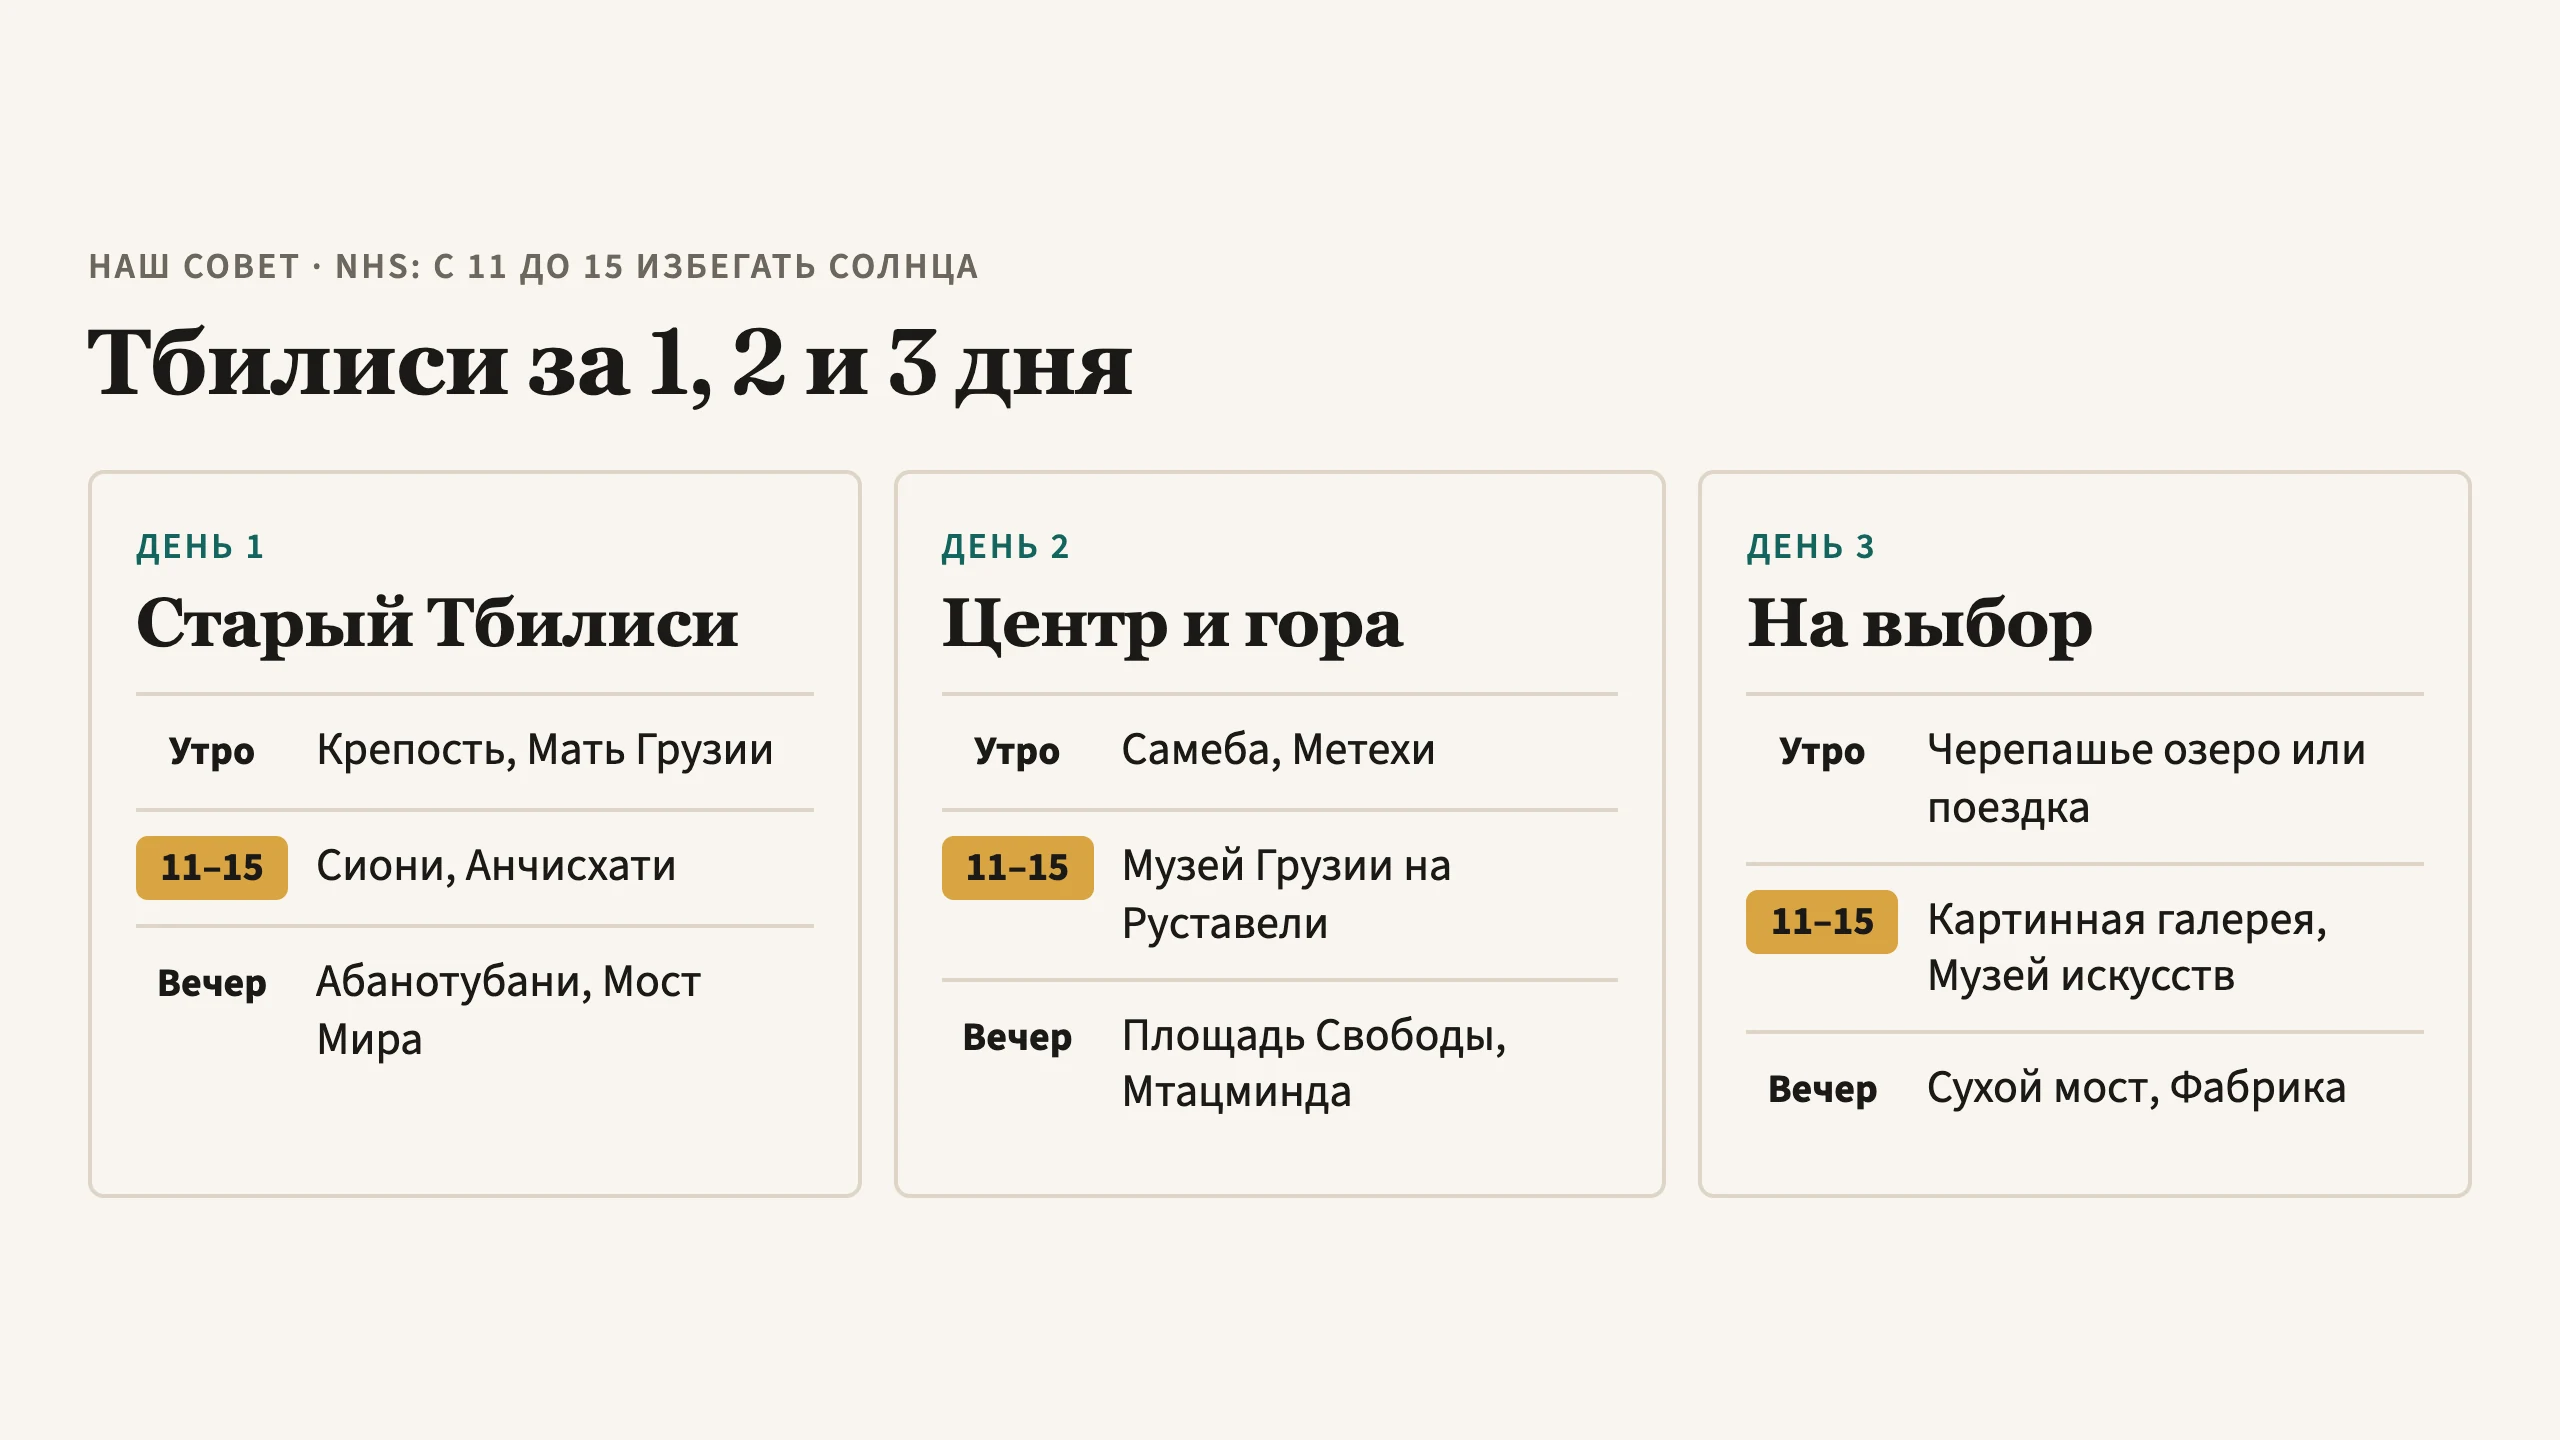 НАШ СОВЕТ · NHS: С 11 ДО 15 ИЗБЕГАТЬ СОЛНЦА
Тбилиси за 1, 2 и 3 дня
ДЕНЬ 1
Старый Тбилиси
Утро Крепость, Мать Грузии
11–15 Сиони, Анчисхати
Вечер Абанотубани, Мост
Мира
ДЕНЬ 2
Центр и гора
Утро Самеба, Метехи
11–15 Музей Грузии на
Руставели
Вечер Площадь Свободы,
Мтацминда
ДЕНЬ 3
На выбор
Утро Черепашье озеро или
поездка
11–15 Картинная галерея,
Музей искусств
Вечер Сухой мост, Фабрика